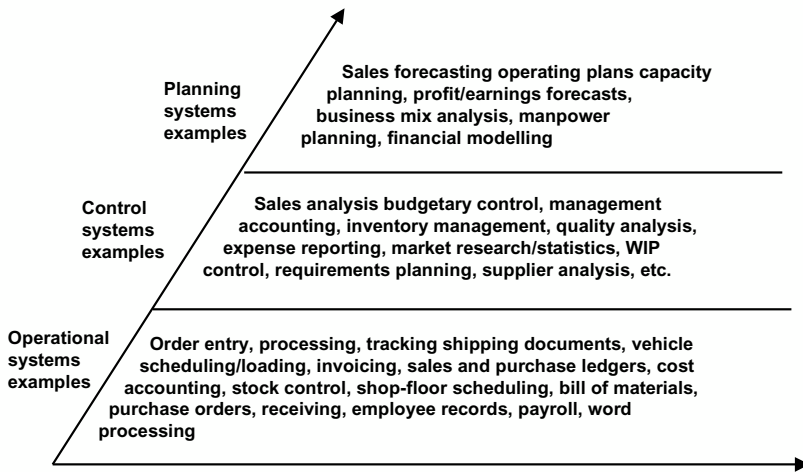 Planning
systems
examples
Sales forecasting operating plans capacity
planning, profit/earnings forecasts,
business mix analysis, manpower
planning, financial modelling
Control
systems
examples
Sales analysis budgetary control, management
accounting, inventory management, quality analysis,
expense reporting, market research/statistics, WIP
control, requirements planning, supplier analysis, etc.
Operational
systems
examples
Order entry, processing, tracking shipping documents, vehicle
scheduling/loading, invoicing, sales and purchase ledgers, cost
accounting, stock control, shop-floor scheduling, bill of materials,
purchase orders, receiving, employee records, payroll, word
processing